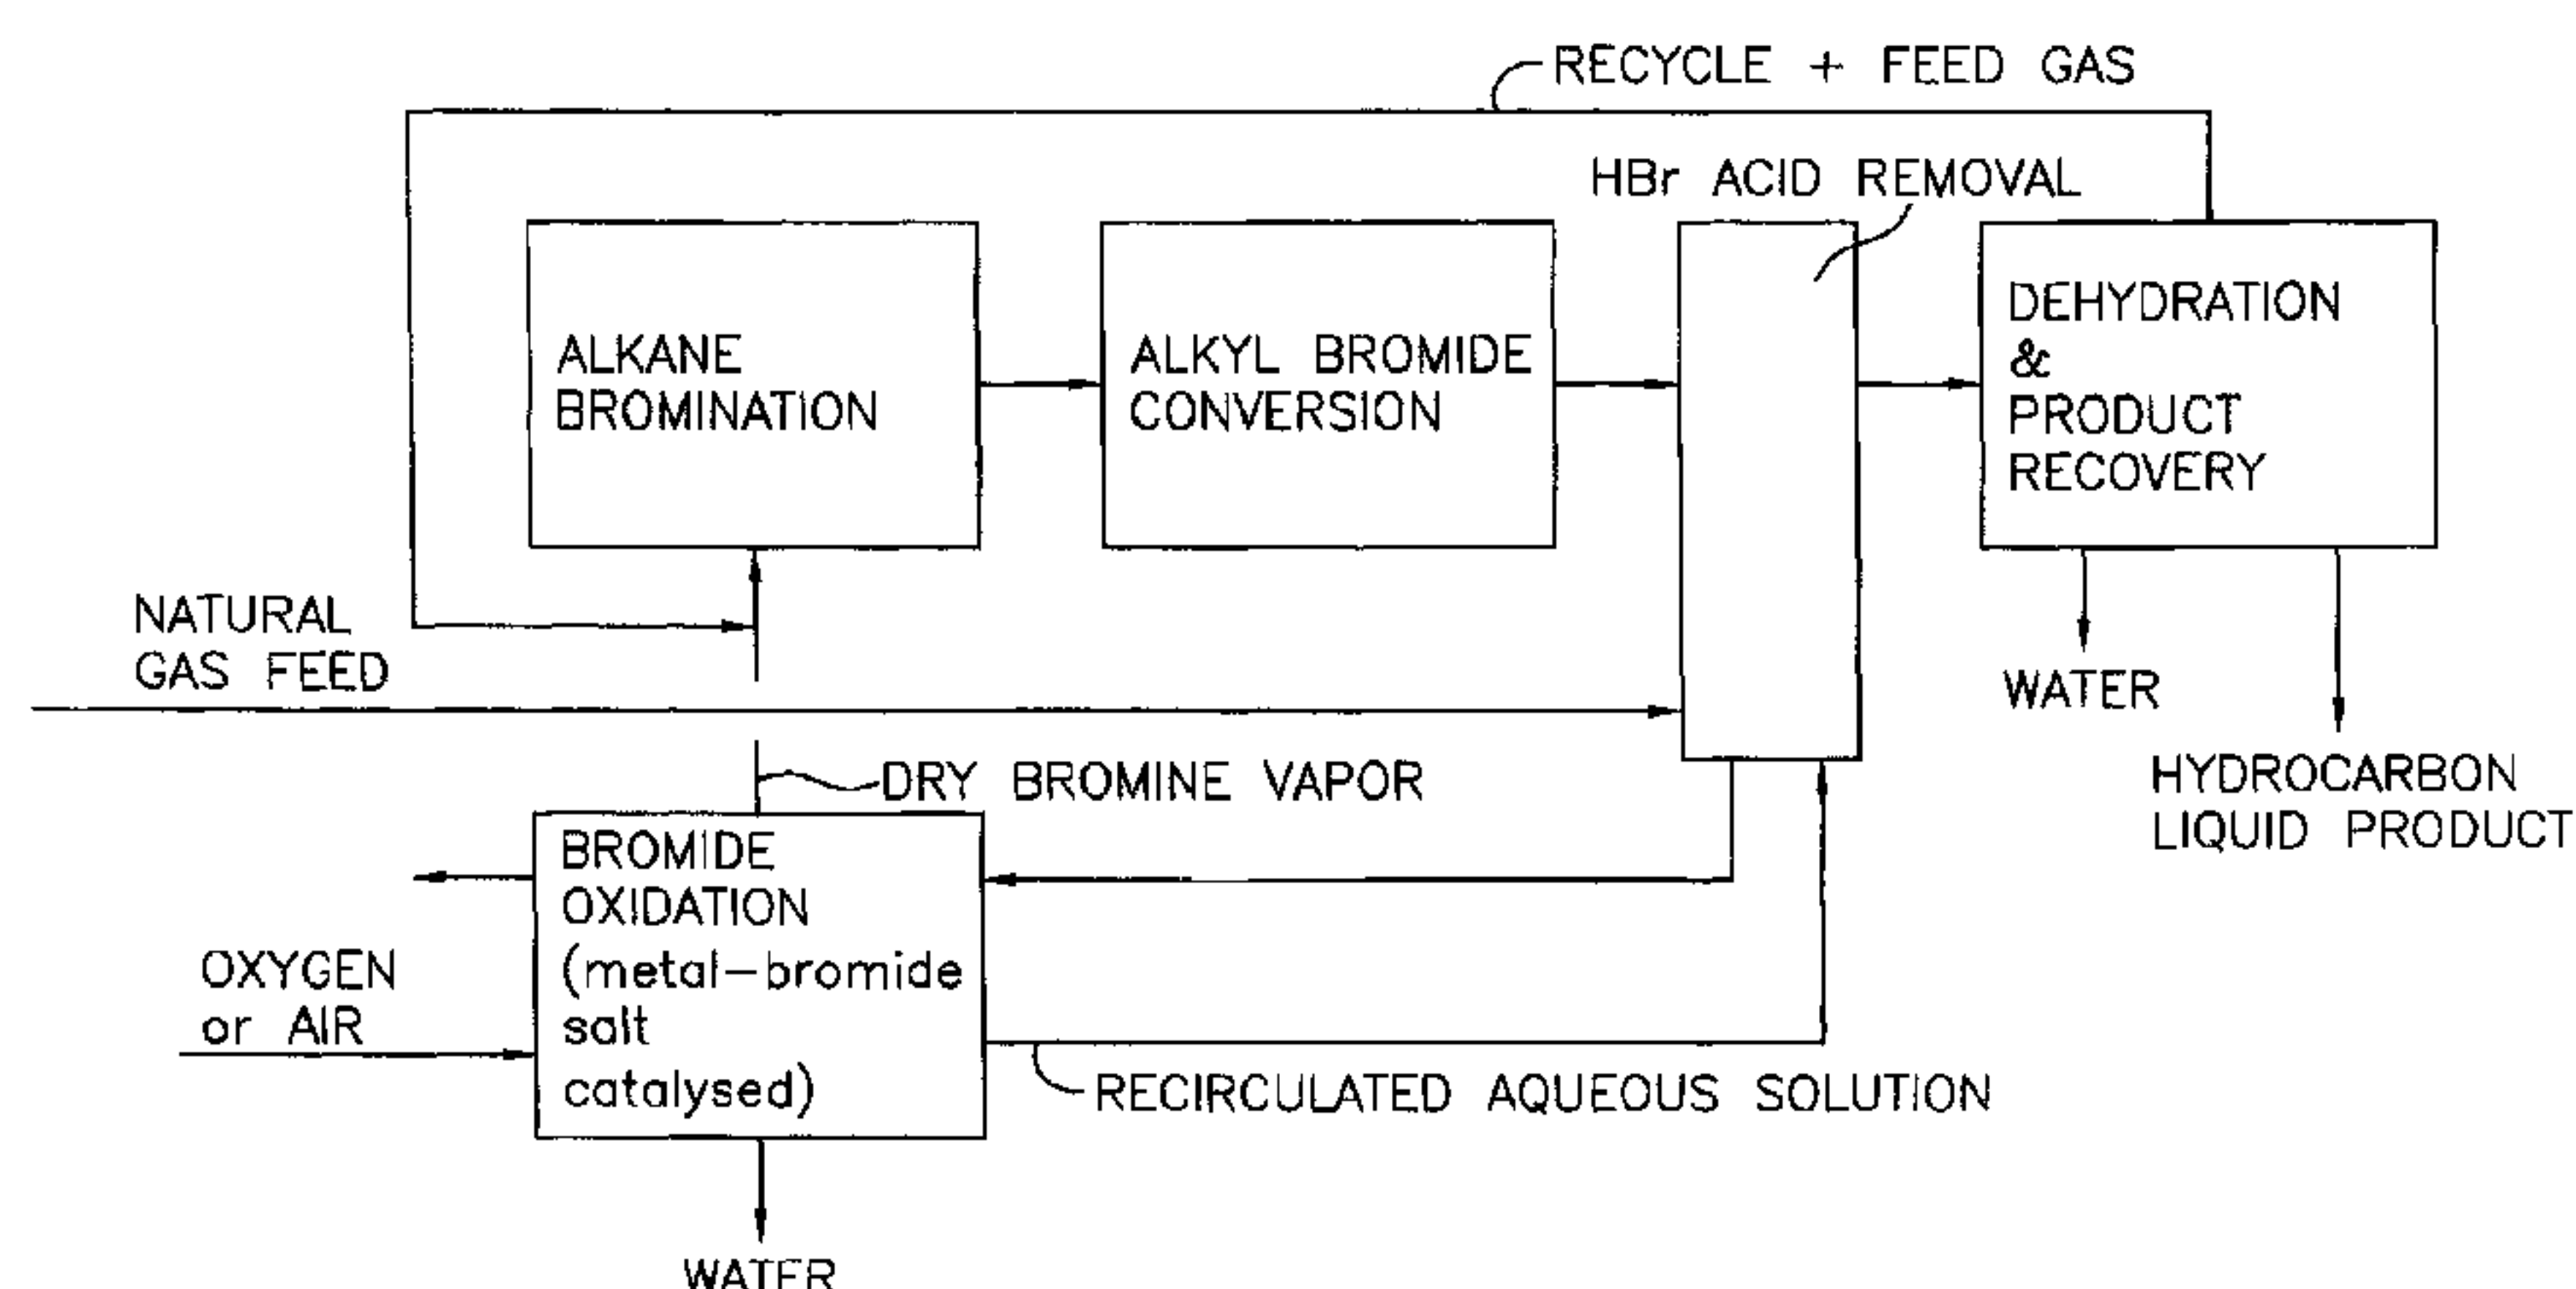 RECYCLE + FEED GAS
HBr ACID REMOVAL
ALKANE
BROMINATION
ALKYL BROMIDE
CONVERSION
DEHYDRATION
&
PRODUCT
RECOVERY
NATURAL
GAS FEED
WATER
DRY BROMINE VAPOR
HYDROCARBON
LIQUID PRODUCT
BROMIDE
OXIDATION
(metal-bromide
salt
catalysed)
OXYGEN
or AIR
RECIRCULATED AQUEOUS SOLUTION
WATER